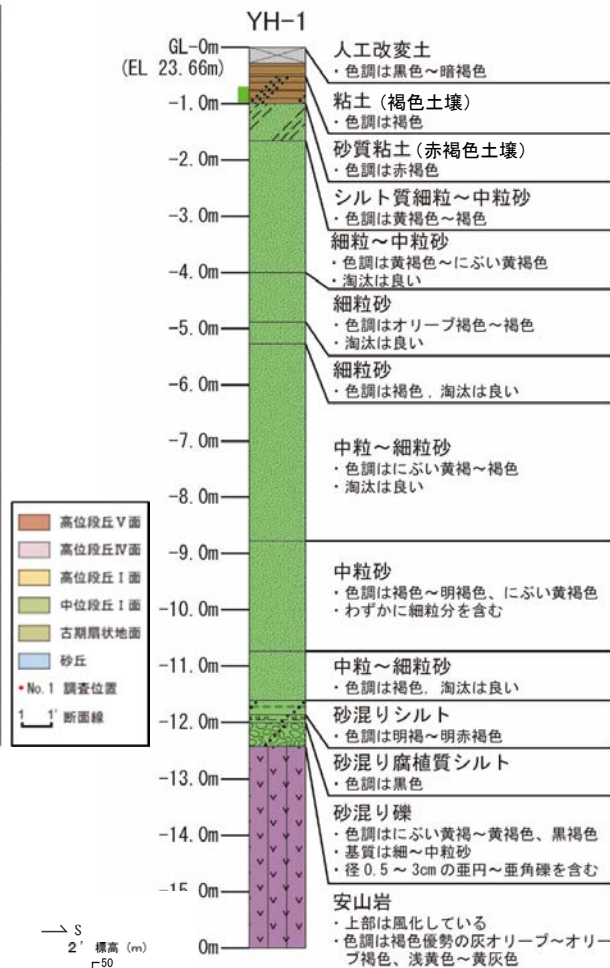 YH-1
GL-0m
(EL 23.66m)
-1.0m
-2.0m
-3.0m
-4.0m
-5.0m
-6.0m
-7.0m
-8.0m
-9.0m
-10.0m
-11.0m
-12.0m
-13.0m
-14.0m
-15.0m
0m
人工改変土
・色調は黒色～暗褐色
粘土(褐色土壌)
・色調は褐色
砂質粘土(赤褐色土壌)
・色調は赤褐色
シルト質細粒～中粒砂
・色調は黄褐色～褐色
細粒～中粒砂
・色調は黄褐色～にぶい黄褐色
・淘汰は良い
細粒砂
・色調はオリーブ褐色～褐色
・淘汰は良い
細粒砂
・色調は褐色，淘汰は良い
中粒～細粒砂
・色調はにぶい黄褐～褐色
・淘汰は良い
中粒砂
・色調は褐色～明褐色、にぶい黄褐色
・わずかに細粒分を含む
中粒～細粒砂
・色調は褐色，淘汰は良い
砂混りシルト
・色調は明褐～明赤褐色
砂混り腐植質シルト
・色調は黒色
砂混り礫
・色調はにぶい黄褐～黄褐色、黒褐色
・基質は細～中粒砂
・径0.5～3cmの亜円～亜角礫を含む
安山岩
・上部は風化している
・色調は褐色優勢の灰オリーブ～オリー
ブ褐色、浅黄色～黄灰色
高位段丘Ⅴ面
高位段丘Ⅳ面
高位段丘Ⅰ面
中位段丘Ⅰ面
古期扇状地面
砂丘
No.1 調査位置
1 1' 断面線
→ S
2' 標高 (m)
50